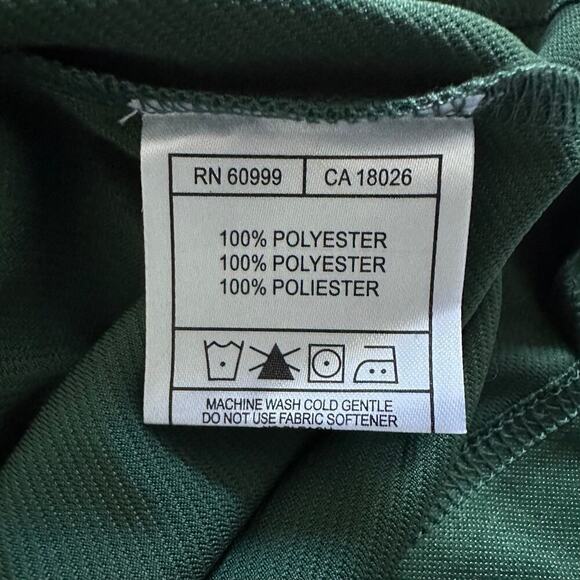 RN 60999
CA 18026
100% POLYESTER
100% POLYESTER
100% POLIESTER
MACHINE WASH COLD GENTLE
DO NOT USE FABRIC SOFTENER